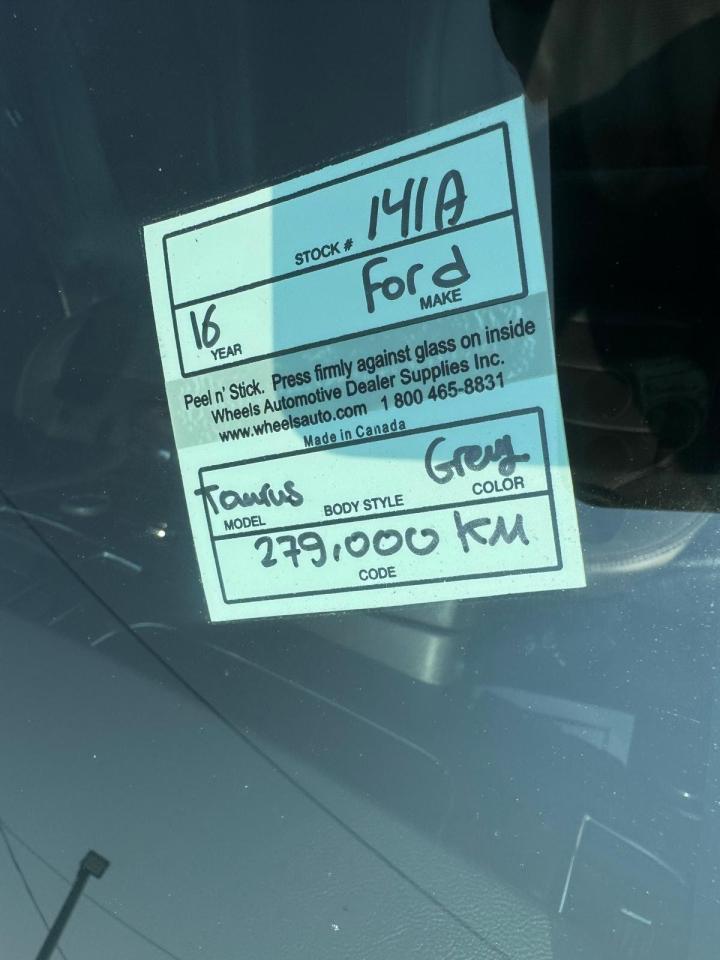 STOCK # 141A
16 Ford
YEAR MAKE
Peel n' Stick. Press firmly against glass on inside
Wheels Automotive Dealer Supplies Inc.
www.wheelsauto.com 1 800 465-8831
Made in Canada
Taurus Grey
MODEL BODY STYLE COLOR
279,000 KM
CODE